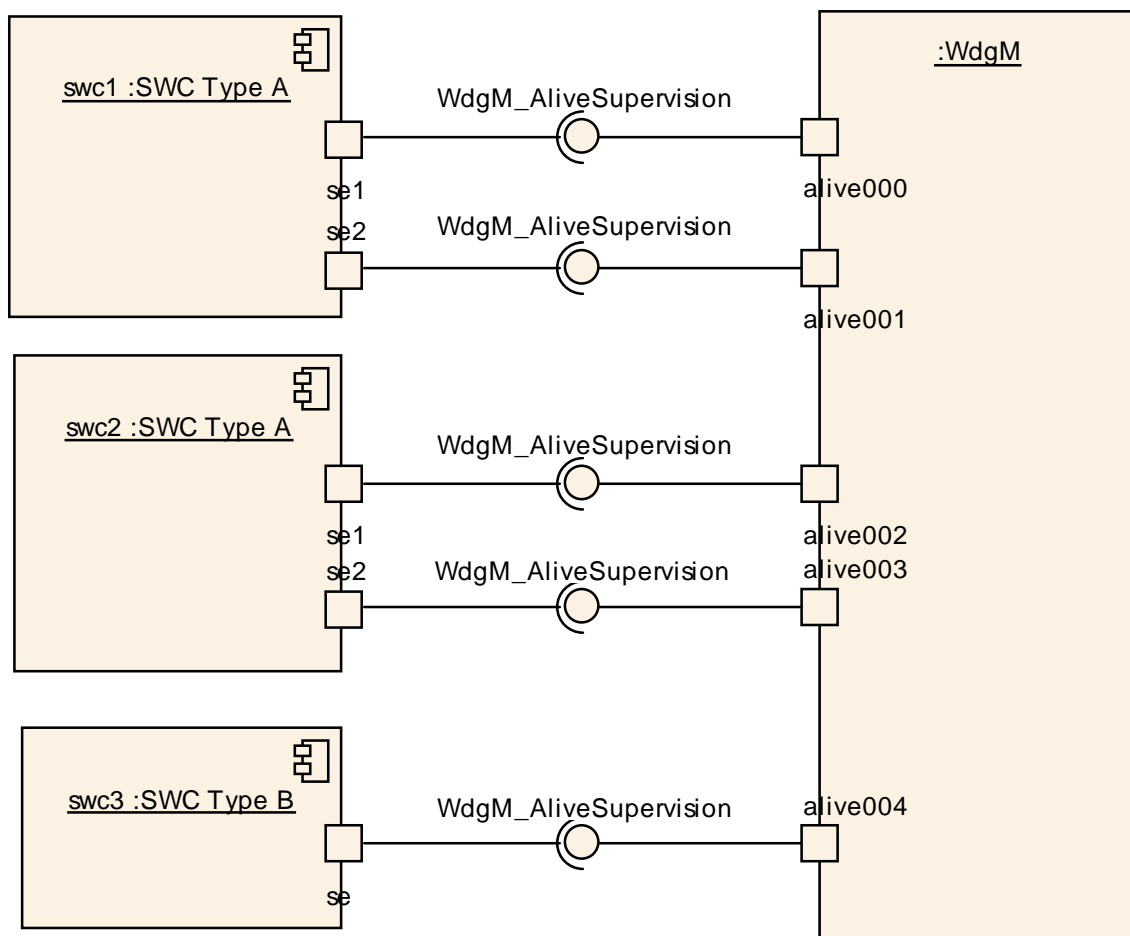 swc1 :SWC Type A
:WdgM
WdgM_AliveSupervision
se1
alive000
se2
WdgM_AliveSupervision
alive001
swc2 :SWC Type A
WdgM_AliveSupervision
se1
alive002
se2
WdgM_AliveSupervision
alive003
swc3 :SWC Type B
WdgM_AliveSupervision
alive004
se